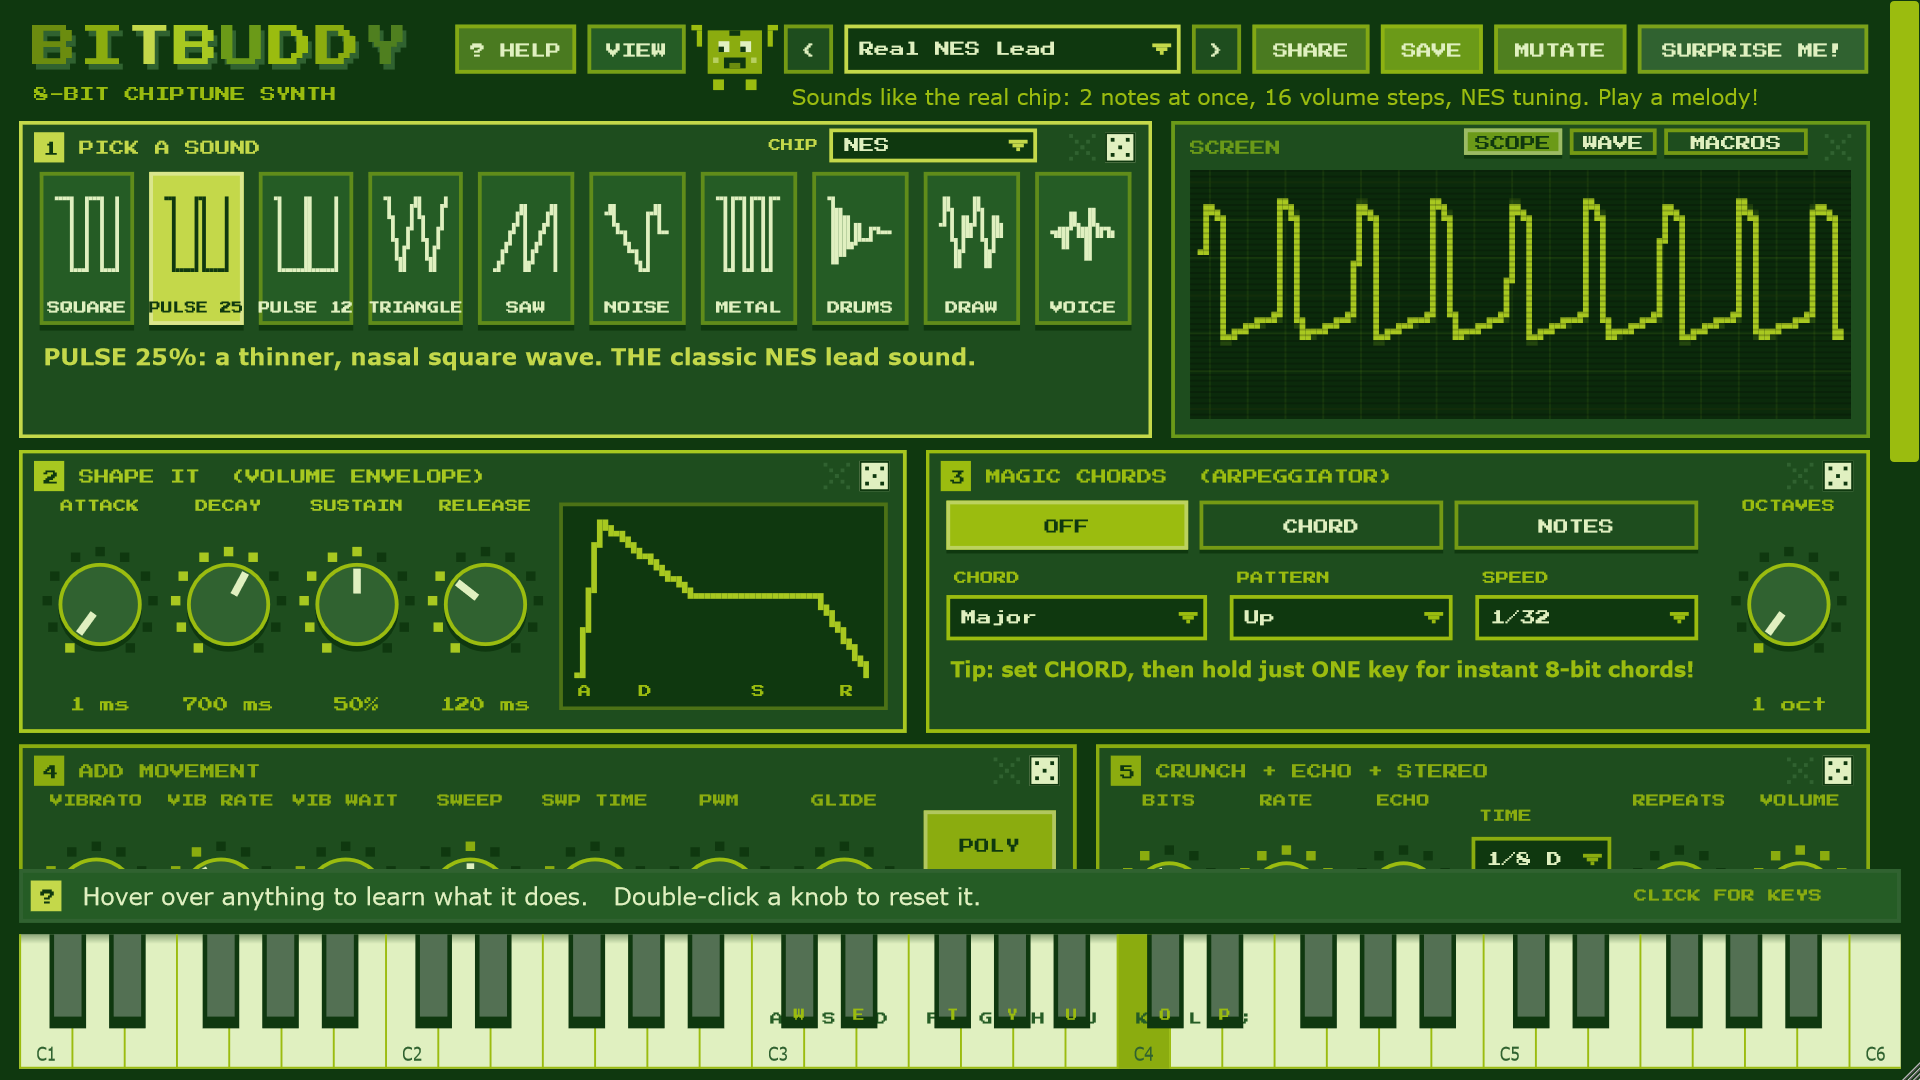 BITBUDDY
8-BIT CHIPTUNE SYNTH
? HELP
VIEW
<
Real NES Lead
>
SHARE
SAVE
MUTATE
SURPRISE ME!
Sounds like the real chip: 2 notes at once, 16 volume steps, NES tuning. Play a melody!
1 PICK A SOUND
CHIP NES
SQUARE
PULSE 25
PULSE 12
TRIANGLE
SAW
NOISE
METAL
DRUMS
DRAW
VOICE
PULSE 25%: a thinner, nasal square wave. THE classic NES lead sound.
SCREEN
SCOPE
WAVE
MACROS
2 SHAPE IT (VOLUME ENVELOPE)
ATTACK DECAY SUSTAIN RELEASE
1 ms 700 ms 50% 120 ms
A D S R
3 MAGIC CHORDS (ARPEGGIATOR)
OFF
CHORD
NOTES
OCTAVES
CHORD PATTERN SPEED
Major
Up
1/32
Tip: set CHORD, then hold just ONE key for instant 8-bit chords!
1 oct
4 ADD MOVEMENT
VIBRATO VIB RATE VIB WAIT SWEEP SWP TIME PWM GLIDE
POLY
5 CRUNCH + ECHO + STEREO
BITS RATE ECHO TIME REPEATS VOLUME
1/8 D
? Hover over anything to learn what it does. Double-click a knob to reset it.
CLICK FOR KEYS
A W S E D F T G Y H U J K O L P ;
C1 C2 C3 C4 C5 C6